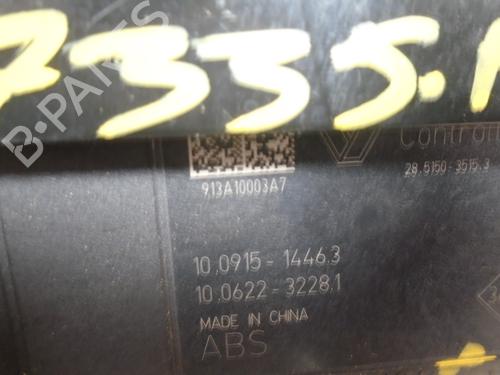 7335.
B-PARTS
Control
28.5150-3515.3
913A10003A7
10.0915-1446.3
10.0622-3228.1
MADE IN CHINA
ABS